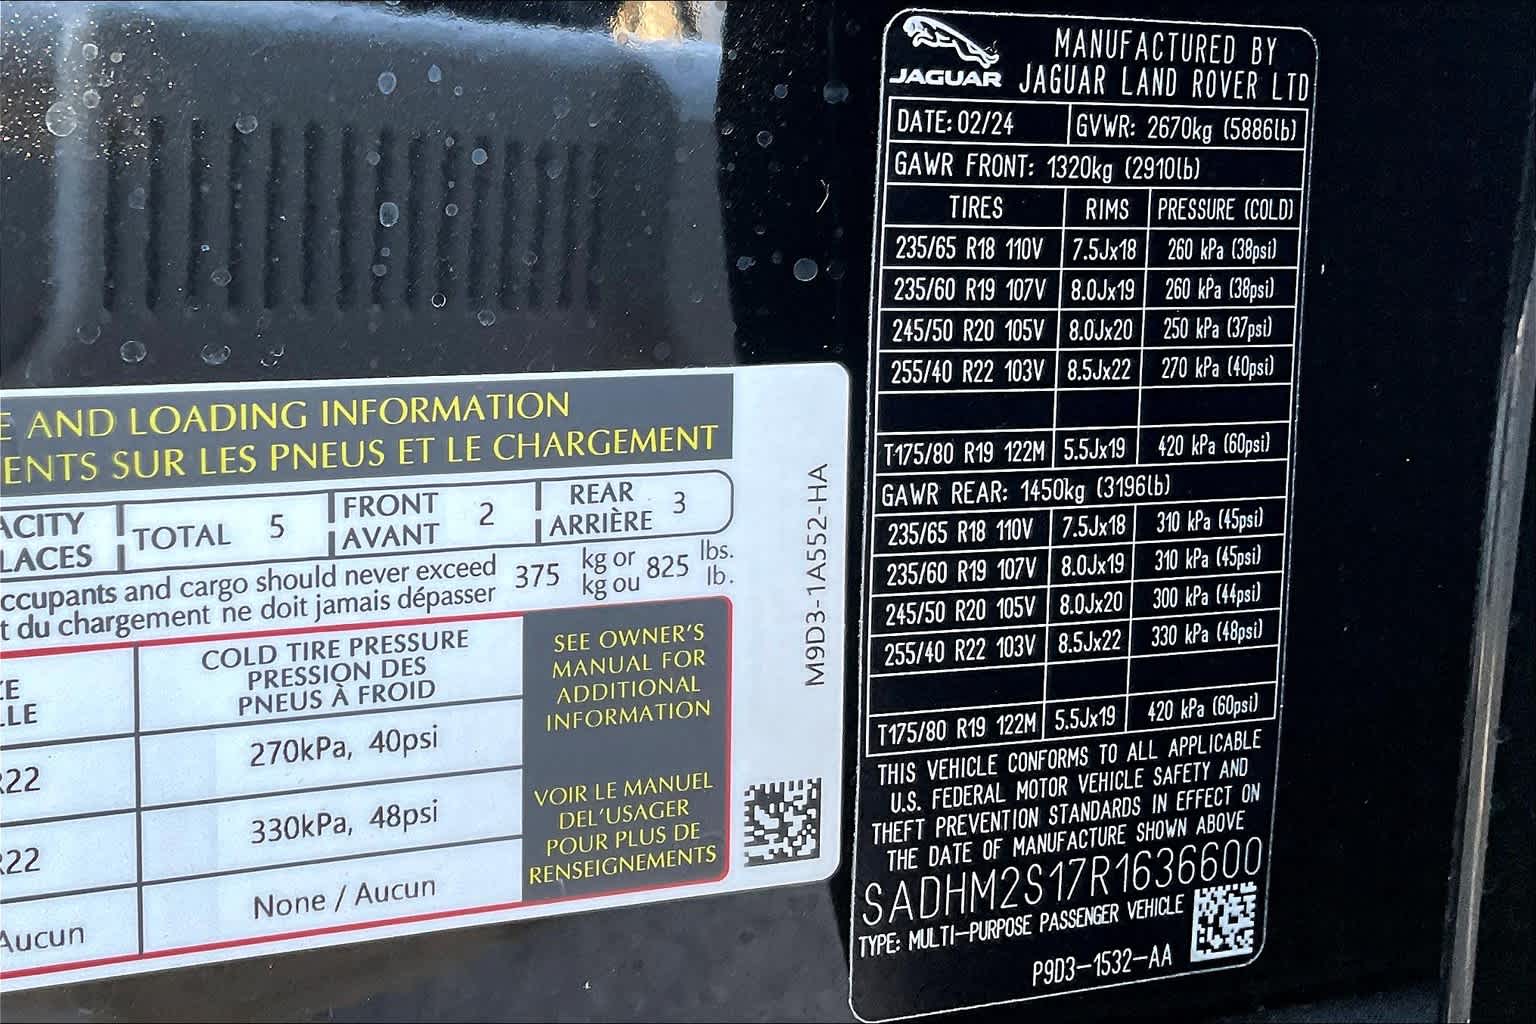 E AND LOADING INFORMATION
ENTS SUR LES PNEUS ET LE CHARGEMENT
ACITY
LACES
TOTAL 5
FRONT
AVANT
2
REAR
ARRIÈRE
3
ccupants and cargo should never exceed
t du chargement ne doit jamais dépasser
375
kg or
kg ou
825
lbs.
lb.
E
LLE
COLD TIRE PRESSURE
PRESSION DES
PNEUS À FROID
R22
270kPa, 40psi
R22
330kPa, 48psi
Aucun
None / Aucun
SEE OWNER'S
MANUAL FOR
ADDITIONAL
INFORMATION
VOIR LE MANUEL
DEL'USAGER
POUR PLUS DE
RENSEIGNEMENTS
M9D3-1A552-HA
JAGUAR
MANUFACTURED BY
JAGUAR LAND ROVER LTD
DATE: 02/24 GVWR: 2670kg (5886lb)
GAWR FRONT: 1320kg (2910lb)
TIRES RIMS PRESSURE (COLD)
235/65 R18 110V 7.5Jx18 260 kPa (38psi)
235/60 R19 107V 8.0Jx19 260 kPa (38psi)
245/50 R20 105V 8.0Jx20 250 kPa (37psi)
255/40 R22 103V 8.5Jx22 270 kPa (40psi)
T175/80 R19 122M 5.5Jx19 420 kPa (60psi)
GAWR REAR: 1450kg (3196lb)
235/65 R18 110V 7.5Jx18 310 kPa (45psi)
235/60 R19 107V 8.0Jx19 310 kPa (45psi)
245/50 R20 105V 8.0Jx20 300 kPa (44psi)
255/40 R22 103V 8.5Jx22 330 kPa (48psi)
T175/80 R19 122M 5.5Jx19 420 kPa (60psi)
THIS VEHICLE CONFORMS TO ALL APPLICABLE
U.S. FEDERAL MOTOR VEHICLE SAFETY AND
THEFT PREVENTION STANDARDS IN EFFECT ON
THE DATE OF MANUFACTURE SHOWN ABOVE
SADHM2S17R1636600
TYPE: MULTI-PURPOSE PASSENGER VEHICLE
P9D3-1532-AA